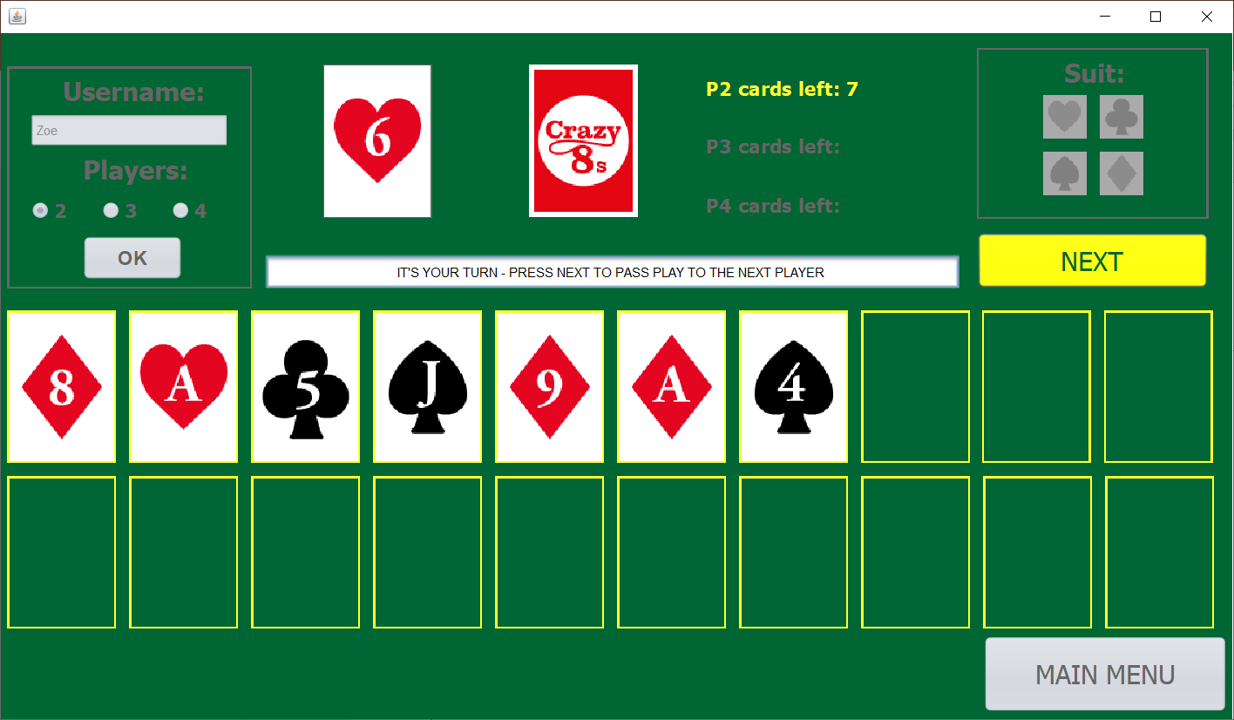 Username:
Zoe
Players:
2 3 4
OK
6
Crazy
8s
P2 cards left: 7
P3 cards left:
P4 cards left:
Suit:
IT'S YOUR TURN - PRESS NEXT TO PASS PLAY TO THE NEXT PLAYER
NEXT
8 A 5 J 9 A 4
MAIN MENU